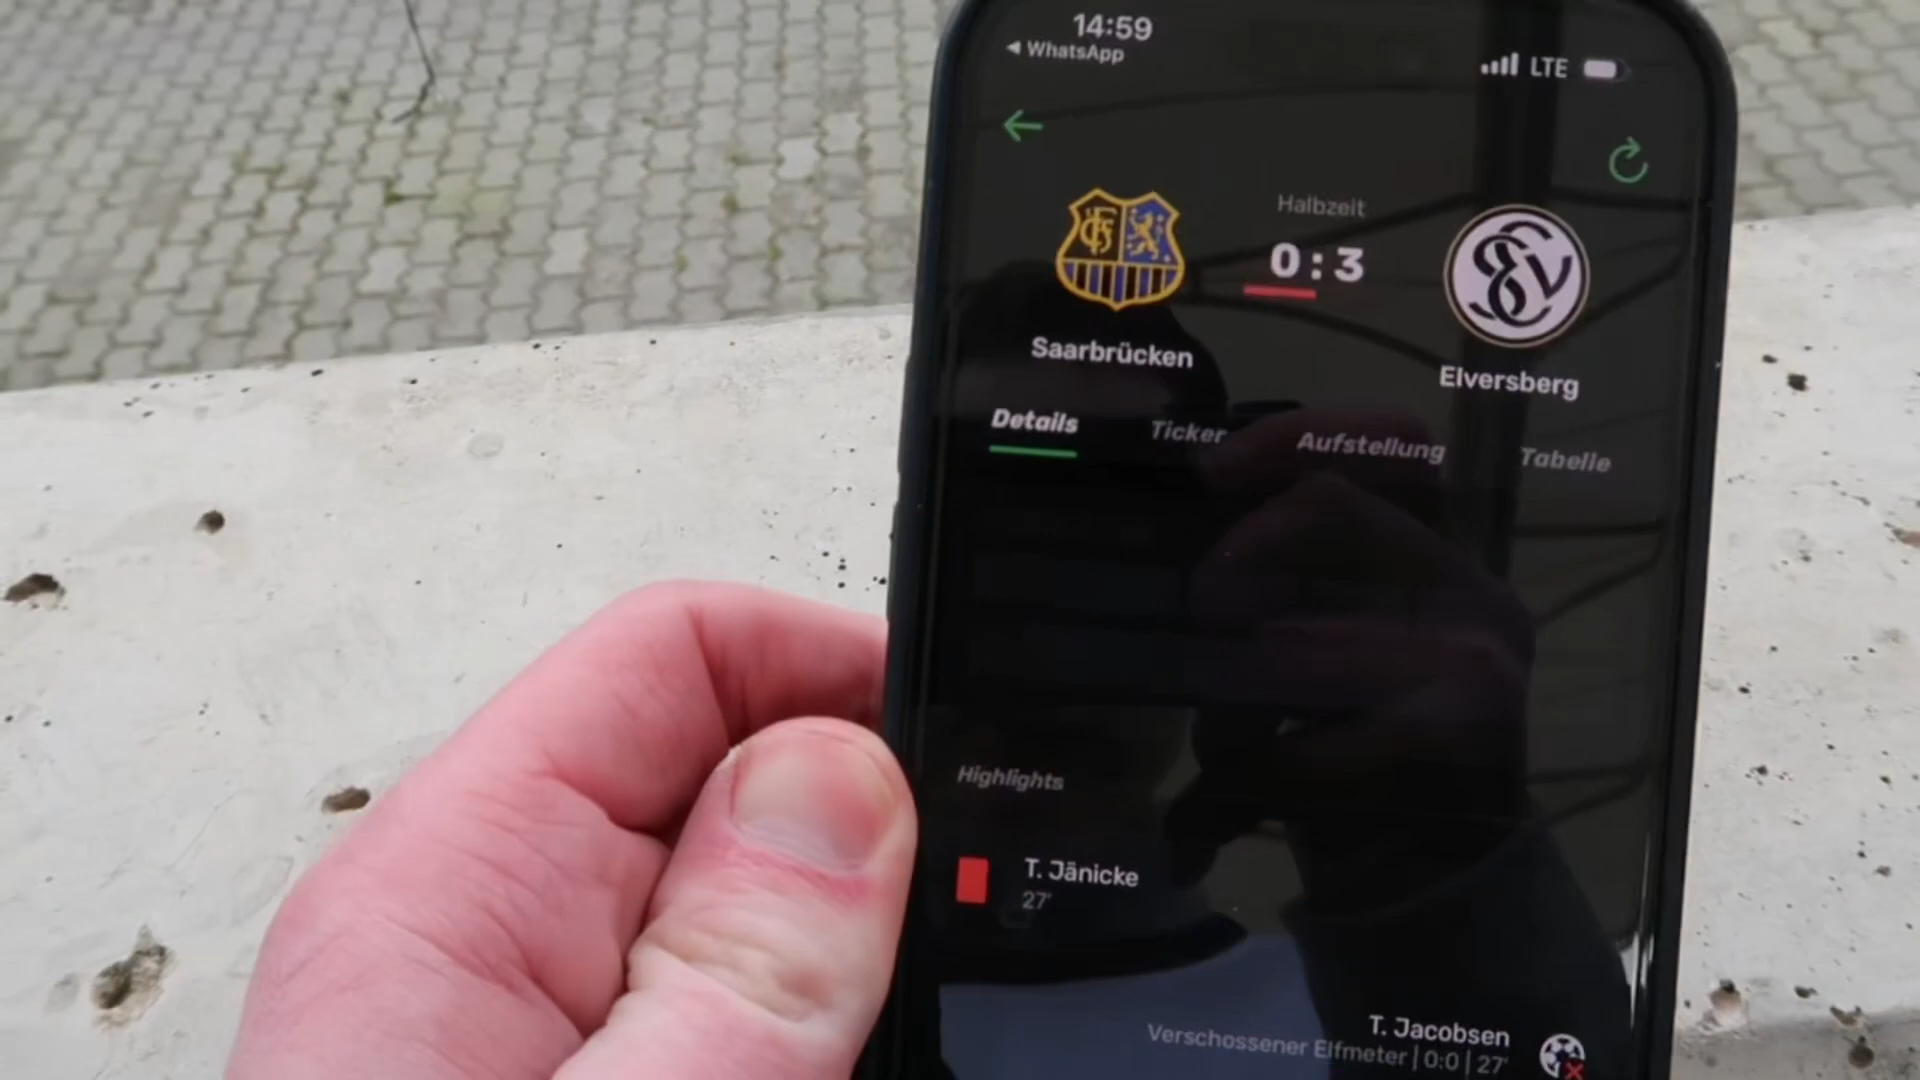 14:59
WhatsApp
LTE
Halbzeit
0 : 3
Saarbrücken
Elversberg
Details Ticker Aufstellung Tabelle
Highlights
T. Jänicke
27'
T. Jacobsen
Verschossener Elfmeter | 0:0 | 27'